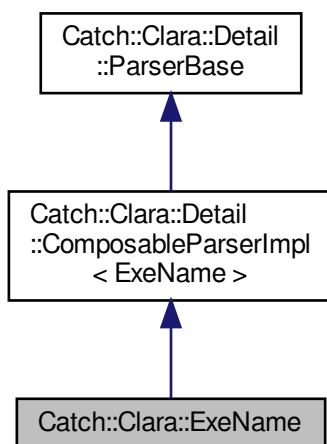 Catch::Clara::Detail
::ParserBase
Catch::Clara::Detail
::ComposableParserImpl
< ExeName >
Catch::Clara::ExeName